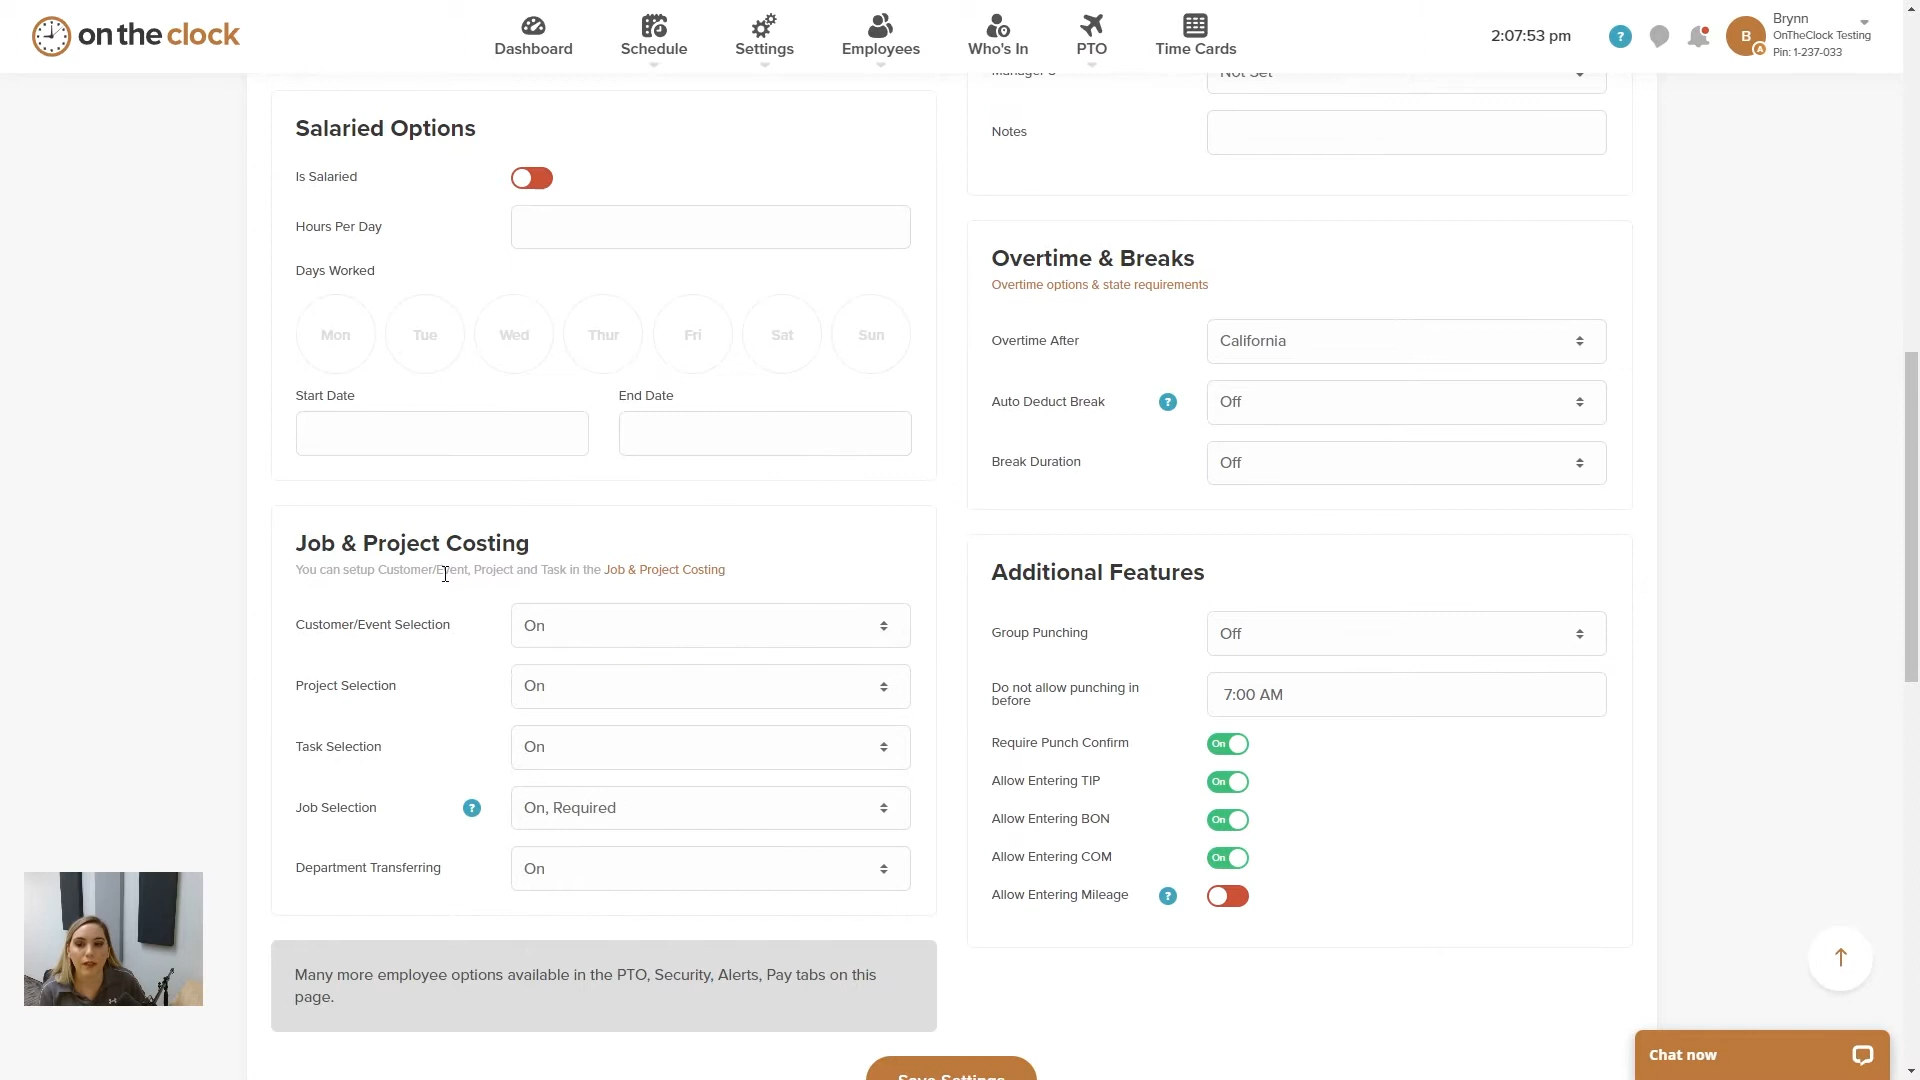 on the clock
Dashboard
Schedule
Settings
Employees
Who's In
PTO
Time Cards
2:07:53 pm
?
B
A
Brynn
OnTheClock Testing
Pin: 1-237-033
Salaried Options
Is Salaried
Hours Per Day
Days Worked
Mon
Tue
Wed
Thur
Fri
Sat
Sun
Start Date
End Date
Job & Project Costing
You can setup Customer/Event, Project and Task in the Job & Project Costing
Customer/Event Selection
On
Project Selection
On
Task Selection
On
Job Selection
?
On, Required
Department Transferring
On
Many more employee options available in the PTO, Security, Alerts, Pay tabs on this
page.
Not Set
Notes
Overtime & Breaks
Overtime options & state requirements
Overtime After
California
Auto Deduct Break
?
Off
Break Duration
Off
Additional Features
Group Punching
Off
Do not allow punching in
before
7:00 AM
Require Punch Confirm
On
Allow Entering TIP
On
Allow Entering BON
On
Allow Entering COM
On
Allow Entering Mileage
?
Save Settings
Chat now